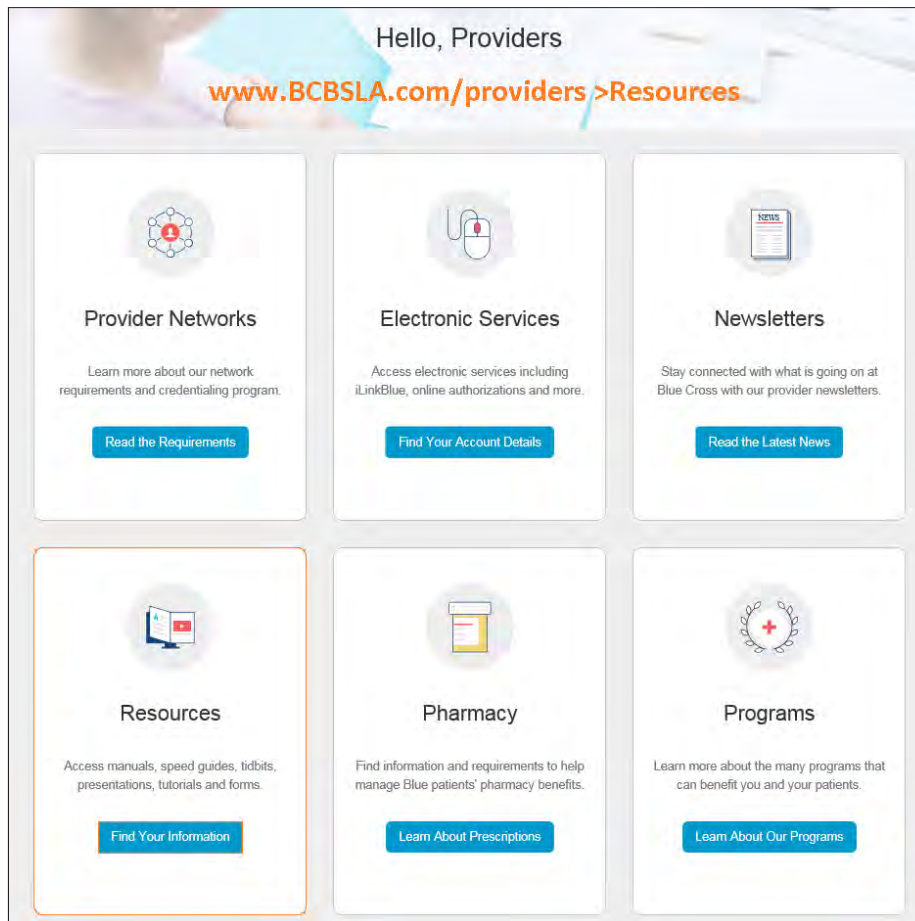 Hello, Providers
www.BCBSLA.com/providers >Resources
Provider Networks
Learn more about our network
requirements and credentialing program.
Read the Requirements
Electronic Services
Access electronic services including
iLinkBlue, online authorizations and more.
Find Your Account Details
NEWS
Newsletters
Stay connected with what is going on at
Blue Cross with our provider newsletters.
Read the Latest News
Resources
Access manuals, speed guides, tidbits,
presentations, tutorials and forms.
Find Your Information
Pharmacy
Find information and requirements to help
manage Blue patients' pharmacy benefits.
Learn About Prescriptions
Programs
Learn more about the many programs that
can benefit you and your patients.
Learn About Our Programs